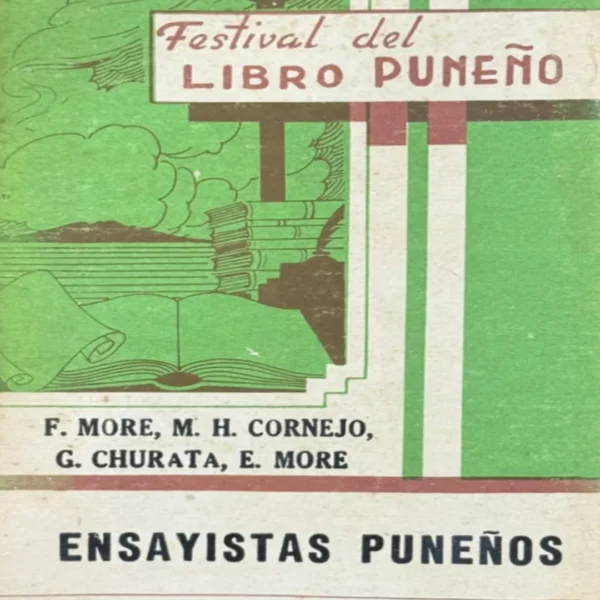 Festival del
LIBRO PUNEÑO
F. MORE, M. H. CORNEJO,
G. CHURATA, E. MORE
ENSAYISTAS PUNEÑOS